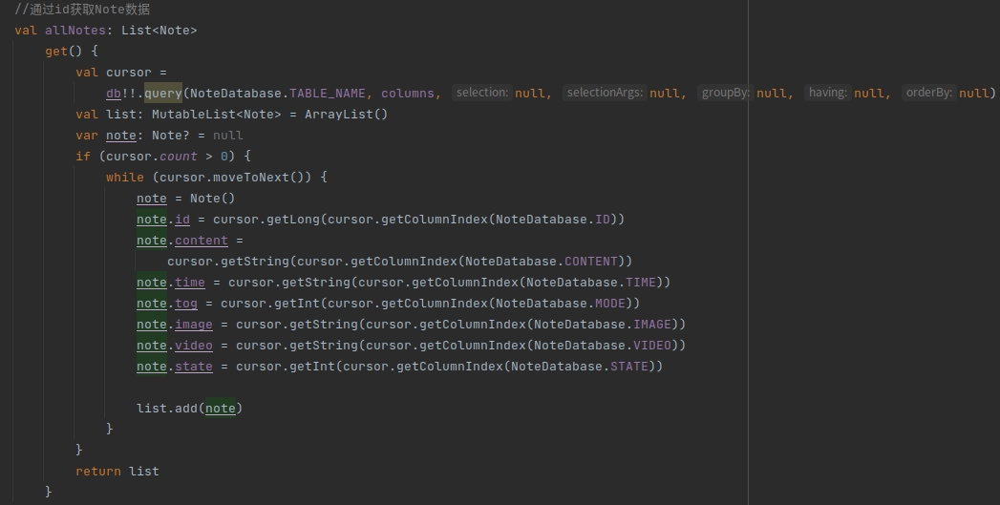 //通过id获取Note数据
val allNotes: List<Note>
    get() {
        val cursor =
            db!!.query(NoteDatabase.TABLE_NAME, columns, selection: null, selectionArgs: null, groupBy: null, having: null, orderBy: null)
        val list: MutableList<Note> = ArrayList()
        var note: Note? = null
        if (cursor.count > 0) {
            while (cursor.moveToNext()) {
                note = Note()
                note.id = cursor.getLong(cursor.getColumnIndex(NoteDatabase.ID))
                note.content =
                    cursor.getString(cursor.getColumnIndex(NoteDatabase.CONTENT))
                note.time = cursor.getString(cursor.getColumnIndex(NoteDatabase.TIME))
                note.tog = cursor.getInt(cursor.getColumnIndex(NoteDatabase.MODE))
                note.image = cursor.getString(cursor.getColumnIndex(NoteDatabase.IMAGE))
                note.video = cursor.getString(cursor.getColumnIndex(NoteDatabase.VIDEO))
                note.state = cursor.getInt(cursor.getColumnIndex(NoteDatabase.STATE))
                list.add(note)
            }
        }
        return list
    }